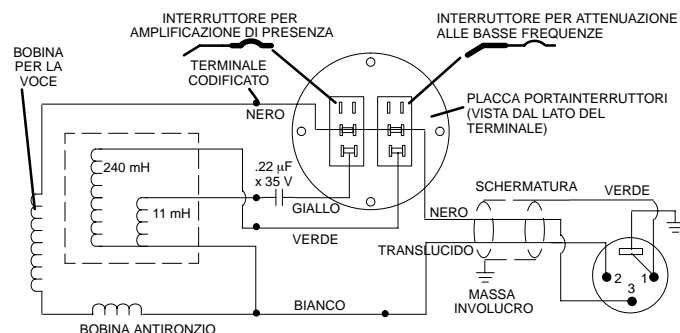 INTERRUTTORE PER
AMPLIFICAZIONE DI PRESENZA
INTERRUTTORE PER ATTENUAZIONE
ALLE BASSE FREQUENZE
BOBINA
PER LA
VOCE
TERMINALE
CODIFICATO
NERO
PLACCA PORTAINTERRUTTORI
(VISTA DAL LATO DEL
TERMINALE)
240 mH
11 mH
.22 µF
x 35 V
GIALLO
VERDE
SCHERMATURA
VERDE
NERO
TRANSLUCIDO
MASSA
INVOLUCRO
2
1
3
BIANCO
BOBINA ANTIRONZIO